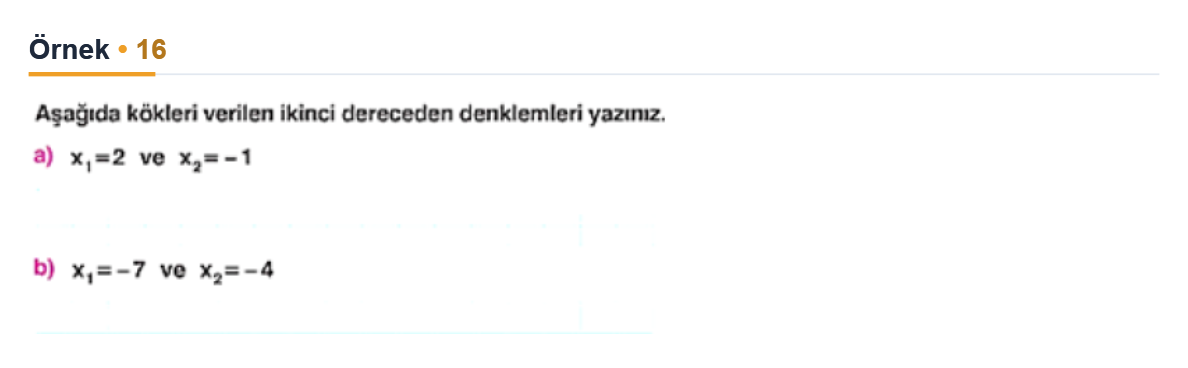 Örnek • 16
Aşağıda kökleri verilen ikinci dereceden denklemleri yazınız.
a) x₁=2 ve x₂=−1
b) x₁=−7 ve x₂=−4